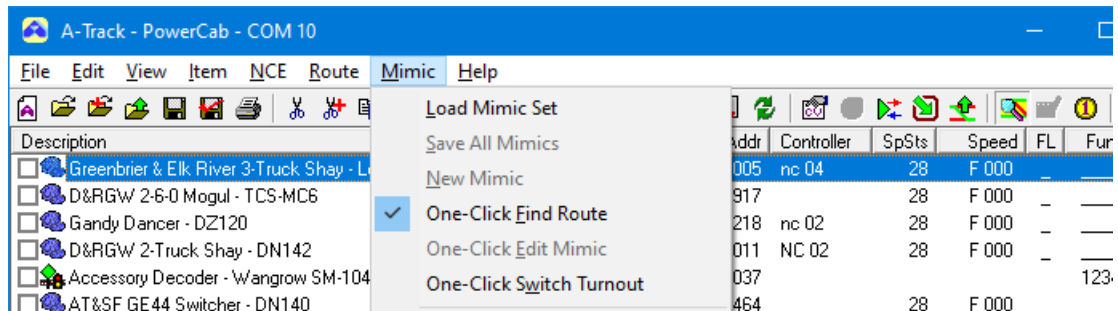 A-Track - PowerCab - COM 10
File Edit View Item NCE Route Mimic Help
Load Mimic Set
Save All Mimics
New Mimic
One-Click Find Route
One-Click Edit Mimic
One-Click Switch Turnout
Description Addr Controller SpSts Speed FL Fun
Greenbrier & Elk River 3-Truck Shay - L 005 nc 04 28 F 000 _
D&RGW 2-6-0 Mogul - TCS-MC6 917 28 F 000 _
Gandy Dancer - DZ120 218 nc 02 28 F 000 _
D&RGW 2-Truck Shay - DN142 011 NC 02 28 F 000 _
Accessory Decoder - Wangrow SM-104 037 1234
AT&SF GE44 Switcher - DN140 464 28 F 000